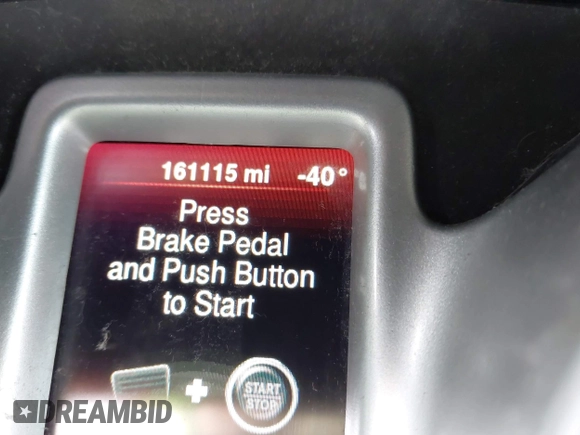 161115 mi -40°
Press
Brake Pedal
and Push Button
to Start
+
START
STOP
DREAMBID